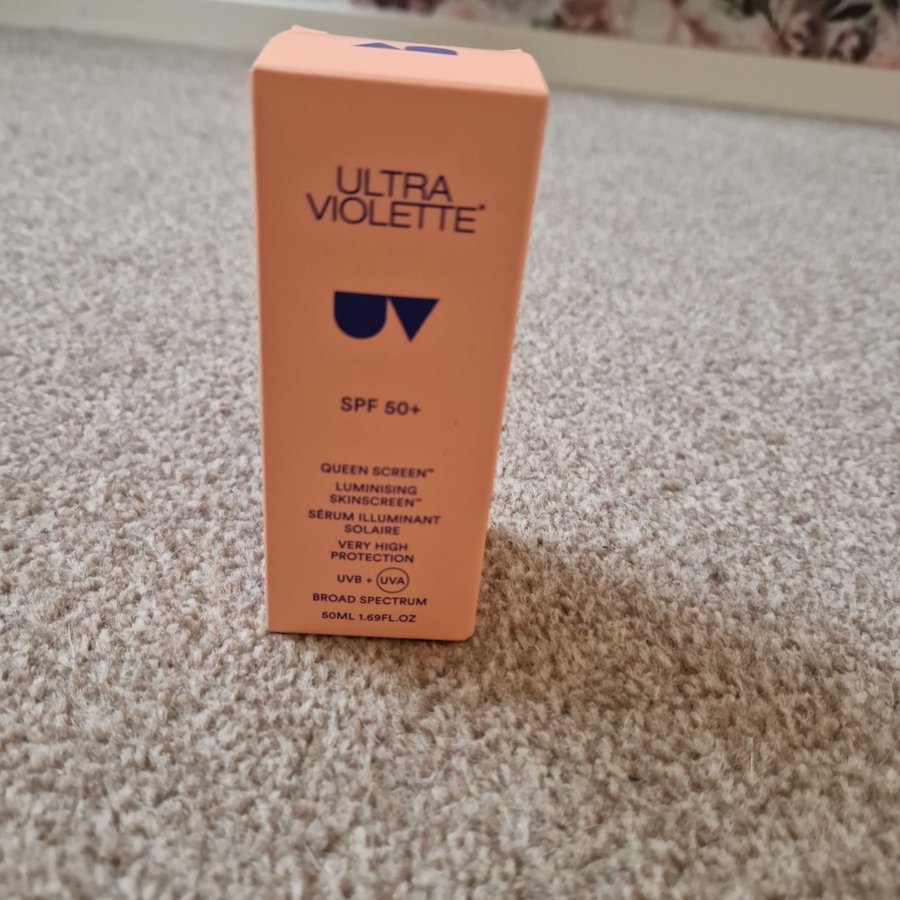 ULTRA
VIOLETTE®
SPF 50+
QUEEN SCREEN™
LUMINISING
SKINSCREEN™
SÉRUM ILLUMINANT
SOLAIRE
VERY HIGH
PROTECTION
UVB + UVA
BROAD SPECTRUM
50ML 1.69FL.OZ